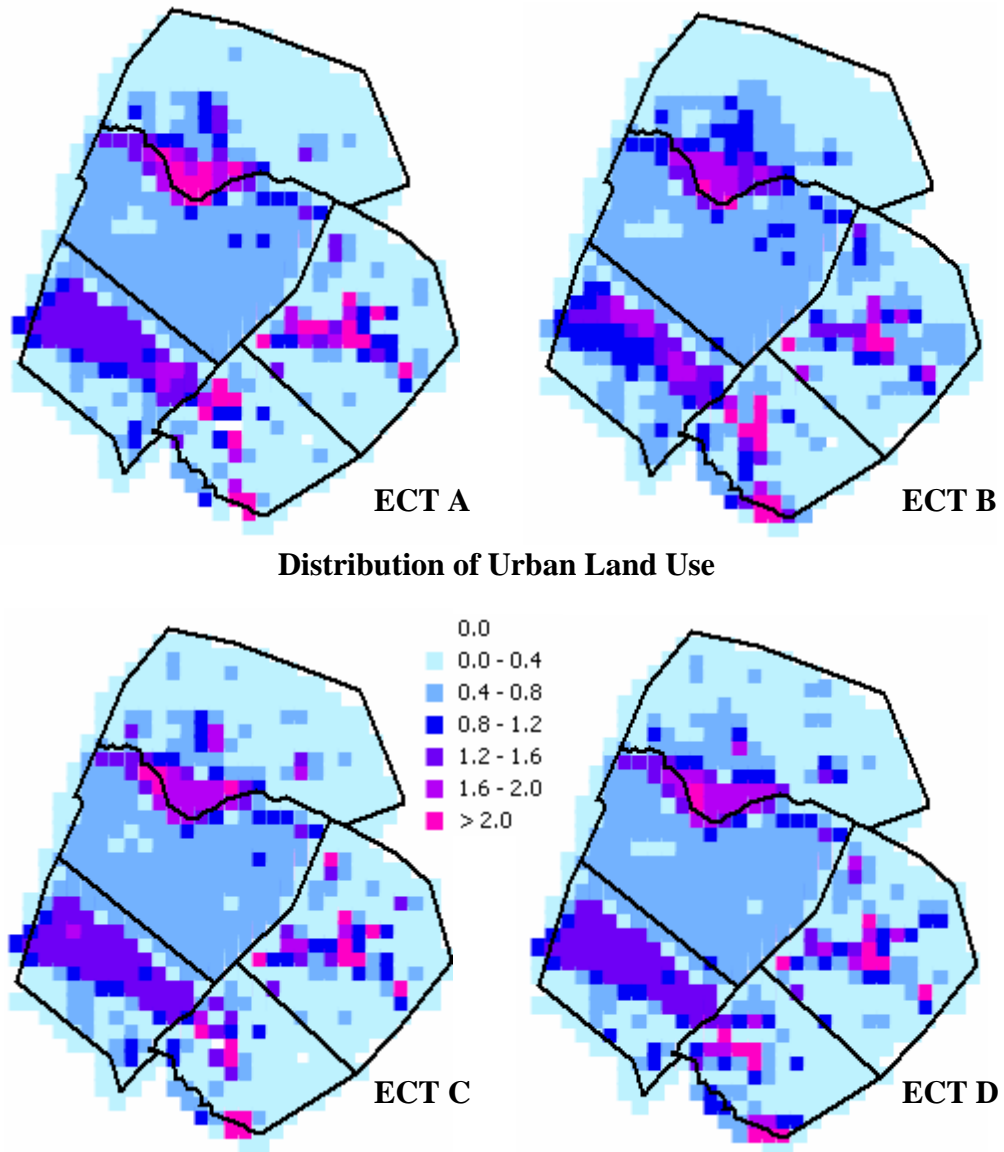 ECT A
ECT B
Distribution of Urban Land Use
0.0
0.0 - 0.4
0.4 - 0.8
0.8 - 1.2
1.2 - 1.6
1.6 - 2.0
> 2.0
ECT C
ECT D